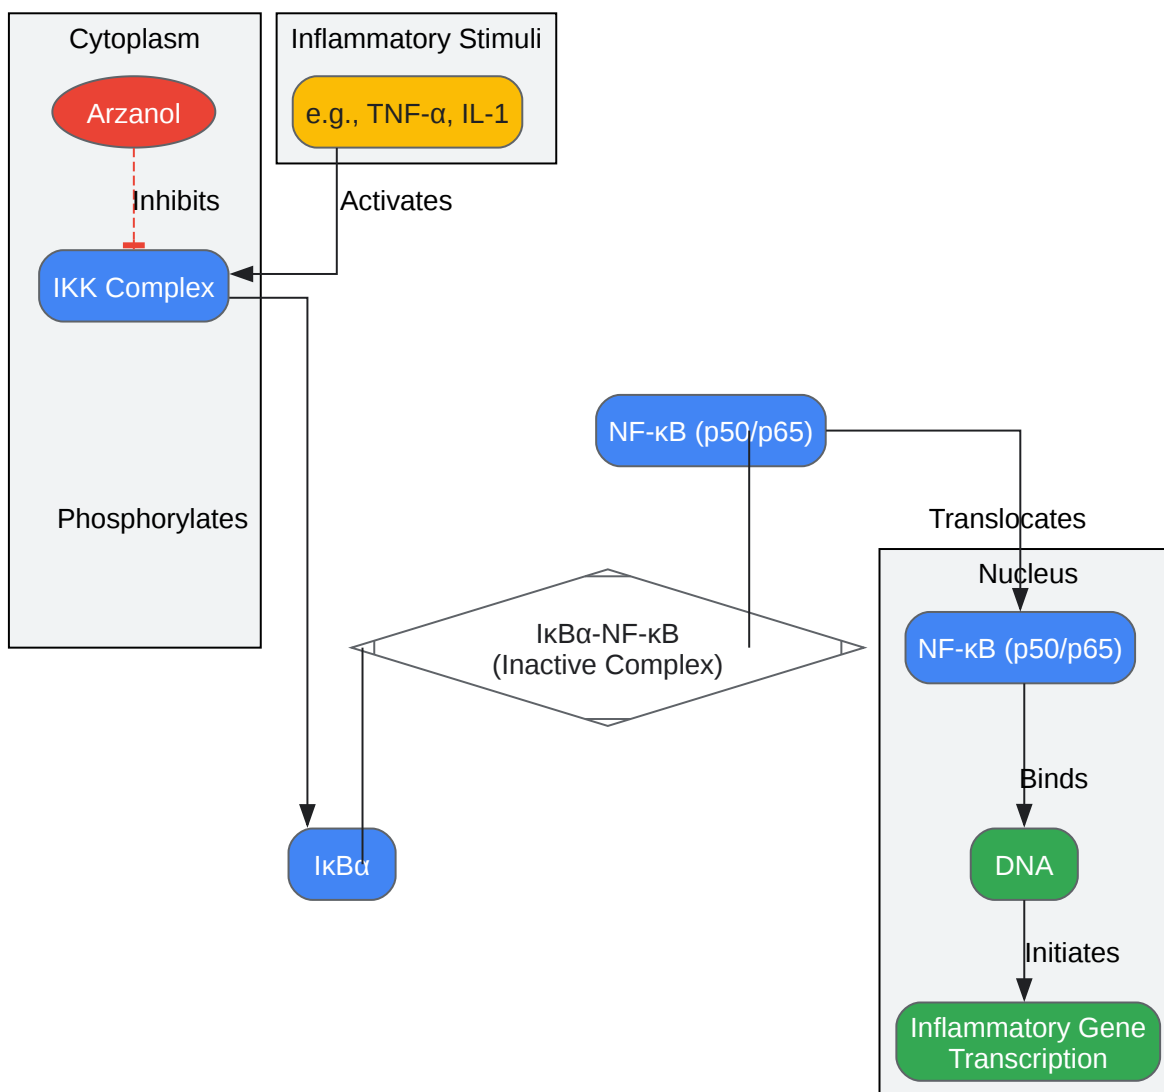 Cytoplasm
Inflammatory Stimuli
Arzanol
e.g., TNF-α, IL-1
Inhibits
Activates
IKK Complex
NF-κB (p50/p65)
Phosphorylates
Translocates
Nucleus
IκBα-NF-κB
(Inactive Complex)
NF-κB (p50/p65)
Binds
IκBα
DNA
Initiates
Inflammatory Gene
Transcription